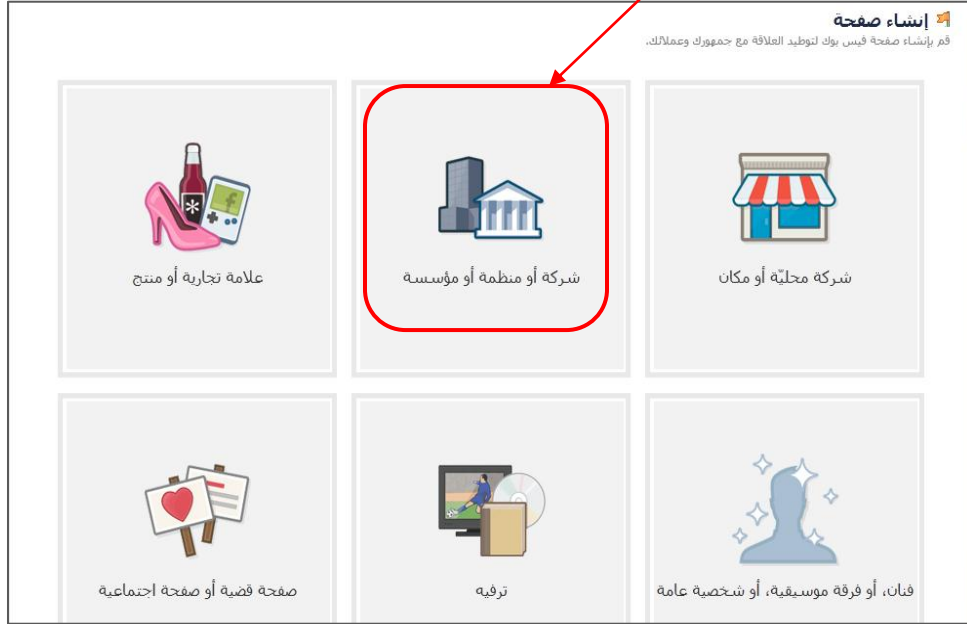 إنشاء صفحة
قم بإنشاء صفحة فيس بوك لتوطيد العلاقة مع جمهورك وعملائك.
شركة محليّة أو مكان
شركة أو منظمة أو مؤسسة
علامة تجارية أو منتج
فنان، أو فرقة موسيقية، أو شخصية عامة
ترفيه
صفحة قضية أو صفحة اجتماعية